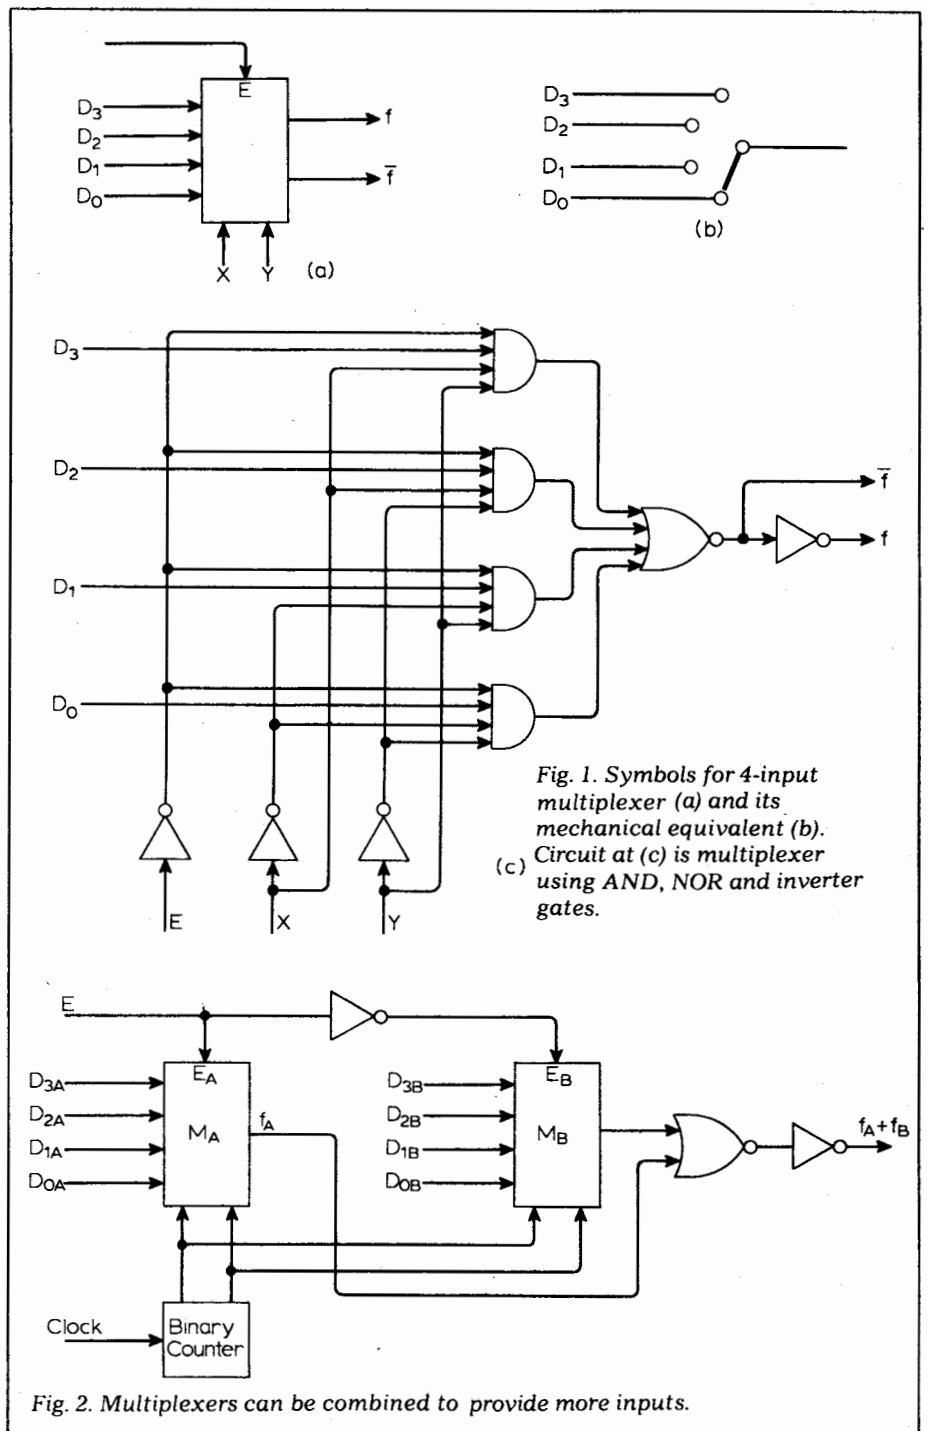 E
D3
f
D2
D1
f̅
D0
X Y (a)
D3
D2
D1
D0
(b)
D3
D2
f̅
f
D1
D0
Fig. 1. Symbols for 4-input
multiplexer (a) and its
mechanical equivalent (b).
(c) Circuit at (c) is multiplexer
using AND, NOR and inverter
gates.
E X Y
E
EA
D3A
D2A
D1A
D0A
MA
fA
EB
D3B
D2B
D1B
D0B
MB
fA+fB
Clock
Binary
Counter
Fig. 2. Multiplexers can be combined to provide more inputs.